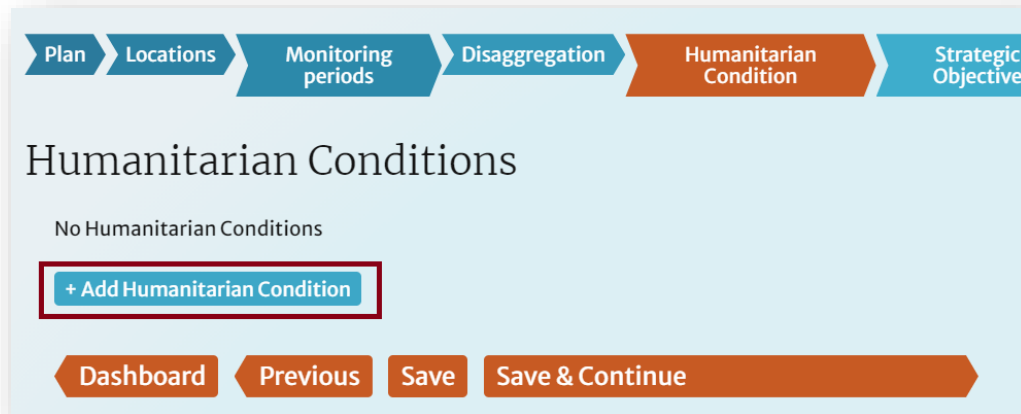 Plan
Locations
Monitoring
periods
Disaggregation
Humanitarian
Condition
Strategic
Objective
Humanitarian Conditions
No Humanitarian Conditions
+ Add Humanitarian Condition
Dashboard
Previous
Save
Save & Continue